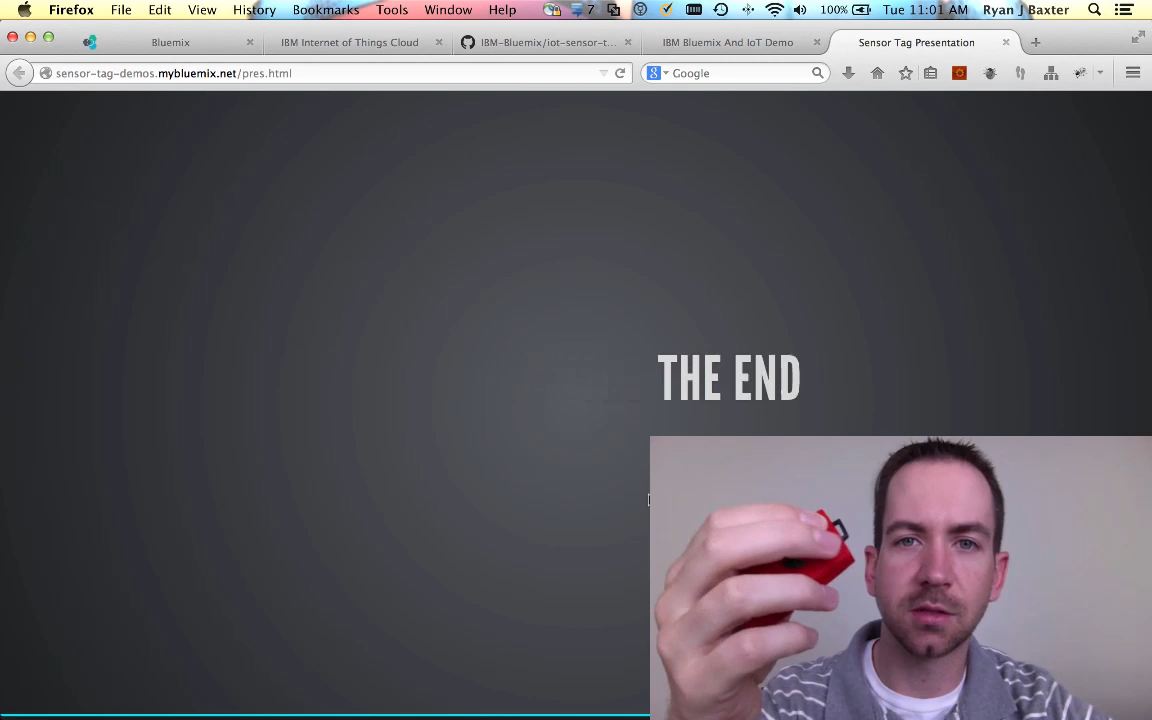 Firefox File Edit View History Bookmarks Tools Window Help 7 100% Tue 11:01 AM Ryan J Baxter
Bluemix IBM Internet of Things Cloud IBM-Bluemix/iot-sensor-t... IBM Bluemix And IoT Demo Sensor Tag Presentation
sensor-tag-demos.mybluemix.net/pres.html Google
THE END